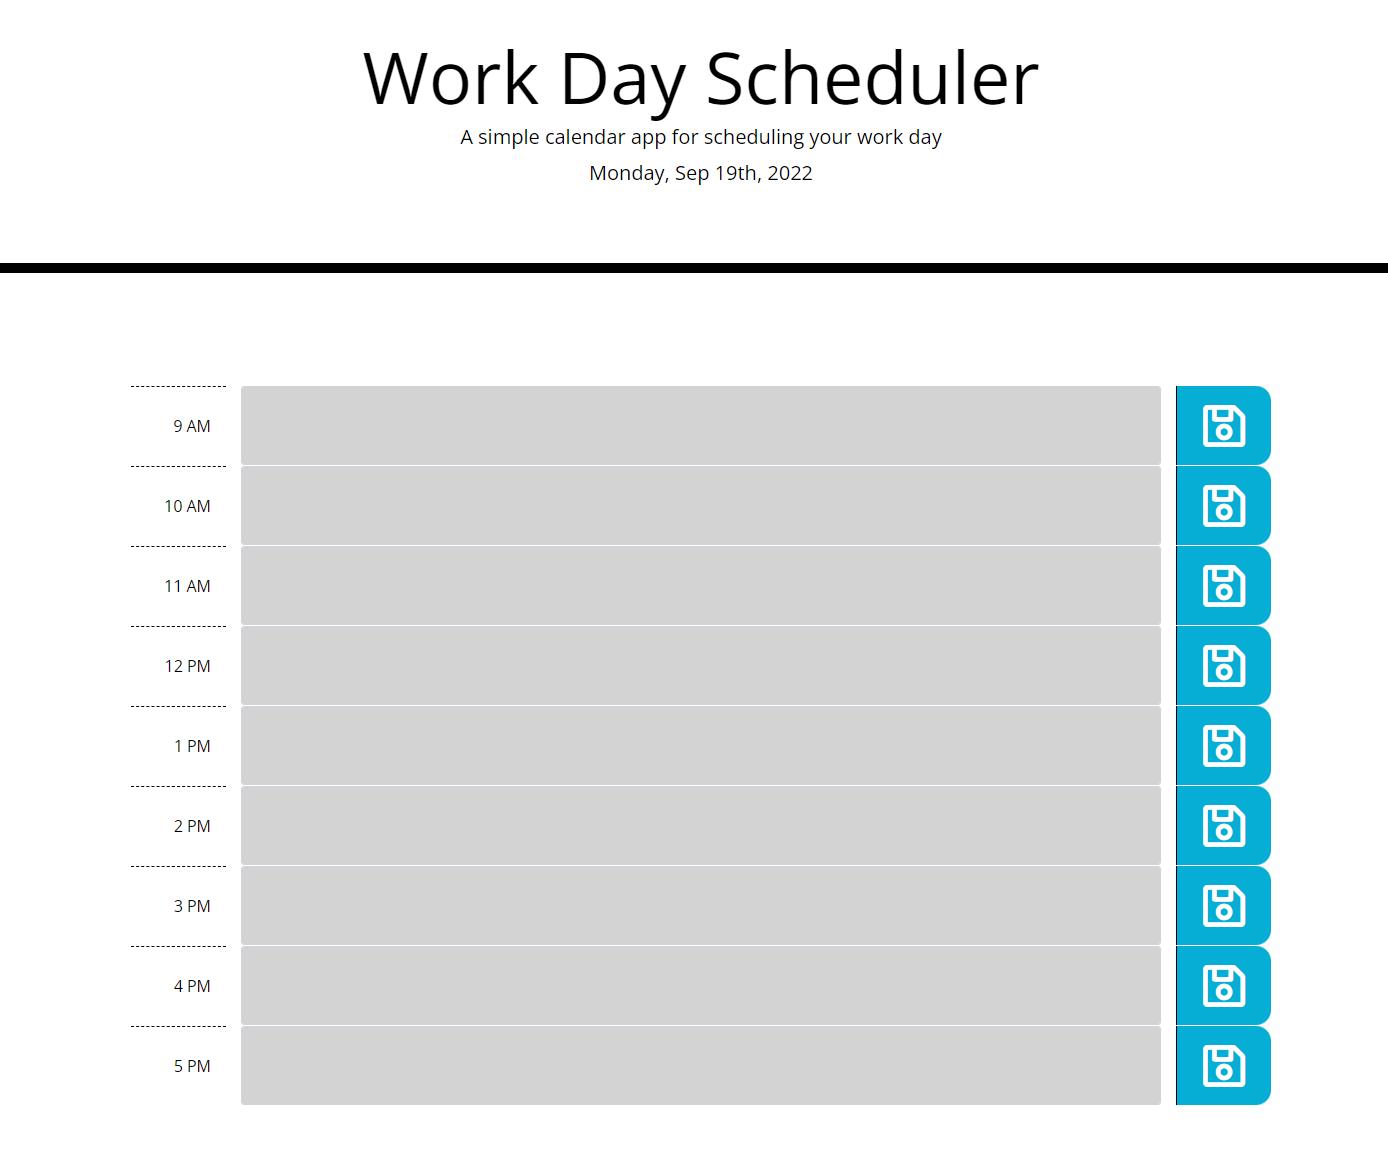 Work Day Scheduler
A simple calendar app for scheduling your work day
Monday, Sep 19th, 2022
9 AM
10 AM
11 AM
12 PM
1 PM
2 PM
3 PM
4 PM
5 PM